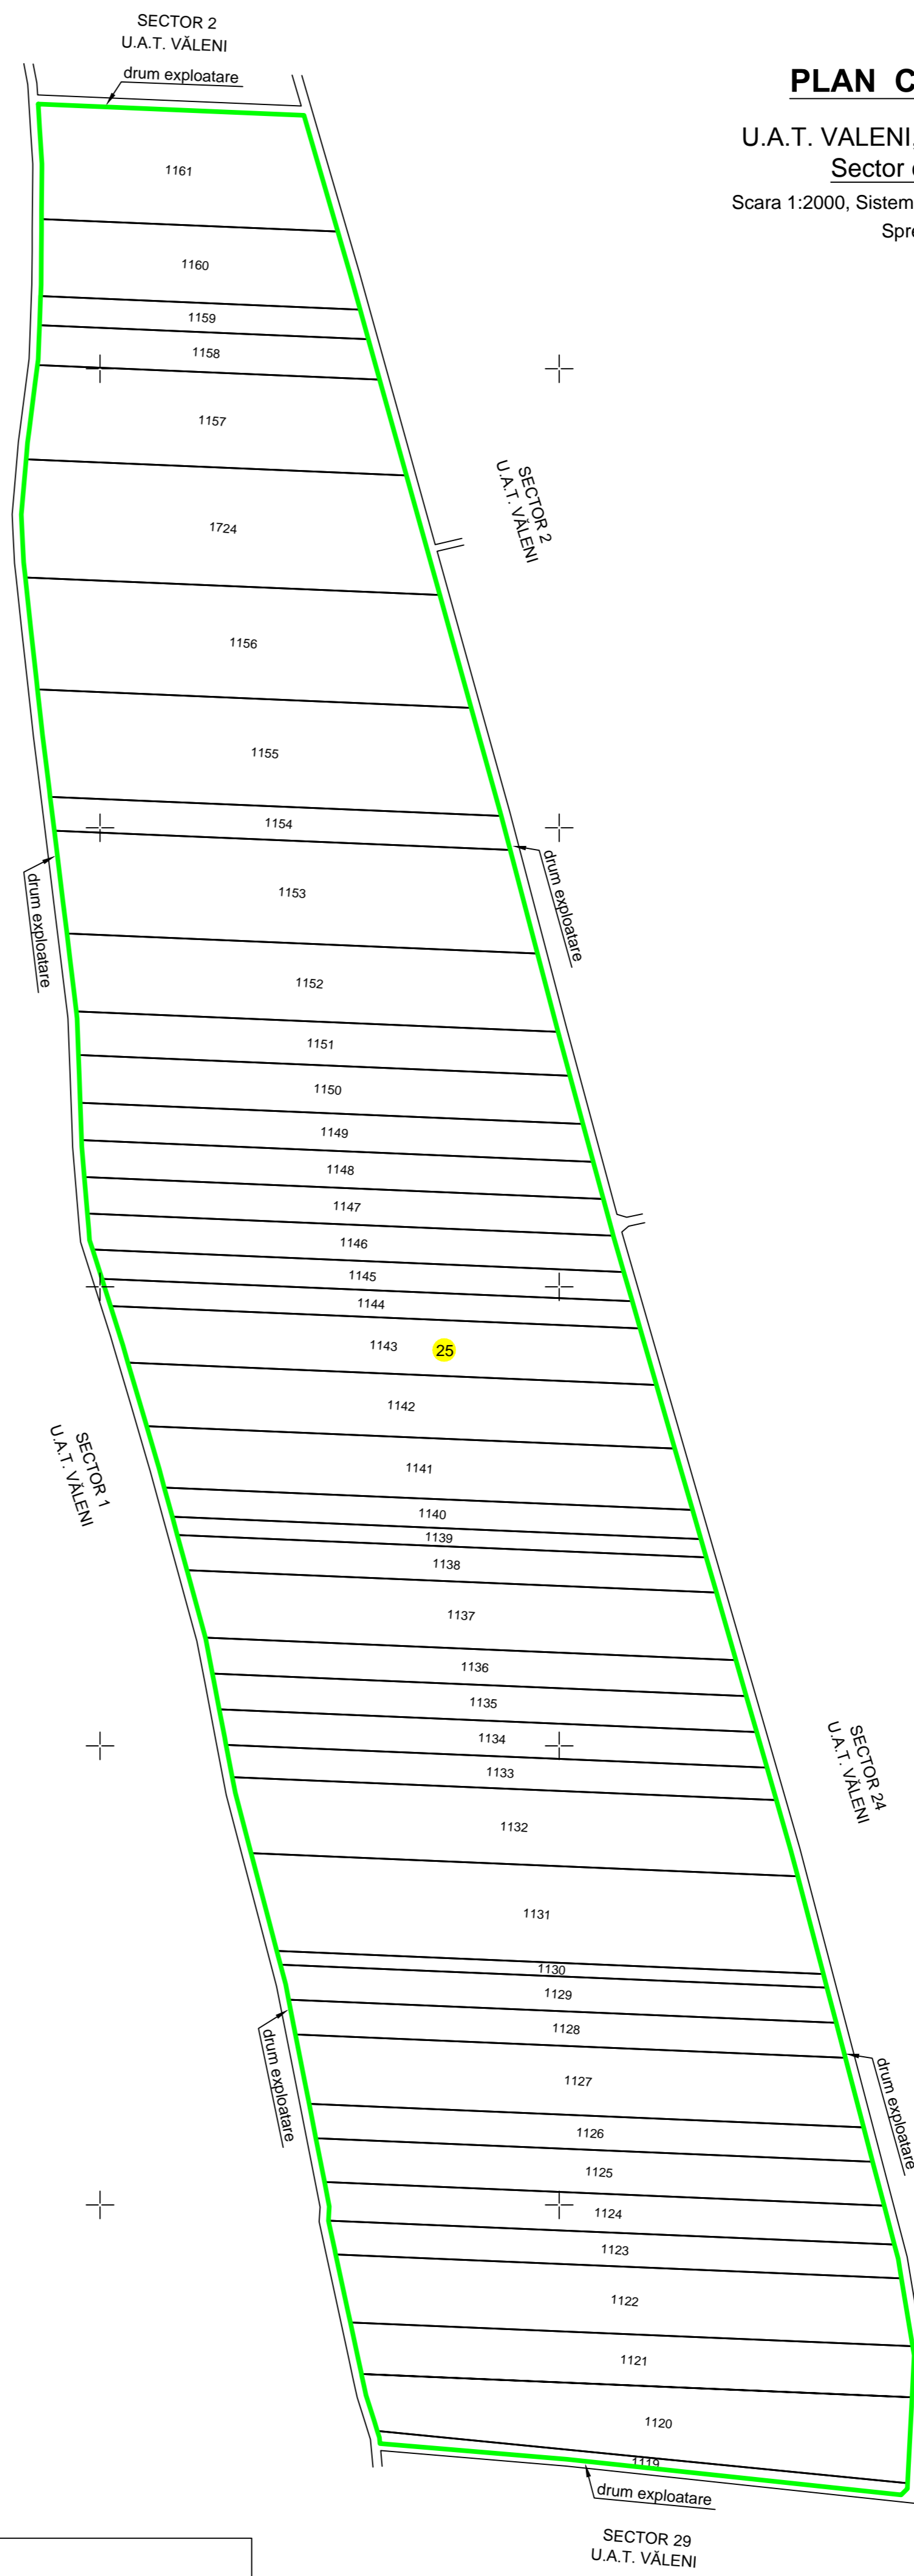 SECTOR 2
U.A.T. VĂLENI
drum exploatare
PLAN C
U.A.T. VALENI,
Sector
Scara 1:2000, Sistem
Spre
1161
1160
1159
1158
1157
SECTOR 2
U.A.T. VĂLENI
1724
1156
1155
1154
drum exploatare
drum exploatare
1153
1152
1151
1150
1149
1148
1147
1146
1145
1144
1143
25
1142
SECTOR 1
U.A.T. VĂLENI
1141
1140
1139
1138
1137
1136
1135
1134
1133
SECTOR 24
U.A.T. VĂLENI
1132
1131
1130
1129
1128
drum exploatare
drum exploatare
1127
1126
1125
1124
1123
1122
1121
1120
1119
drum exploatare
SECTOR 29
U.A.T. VĂLENI